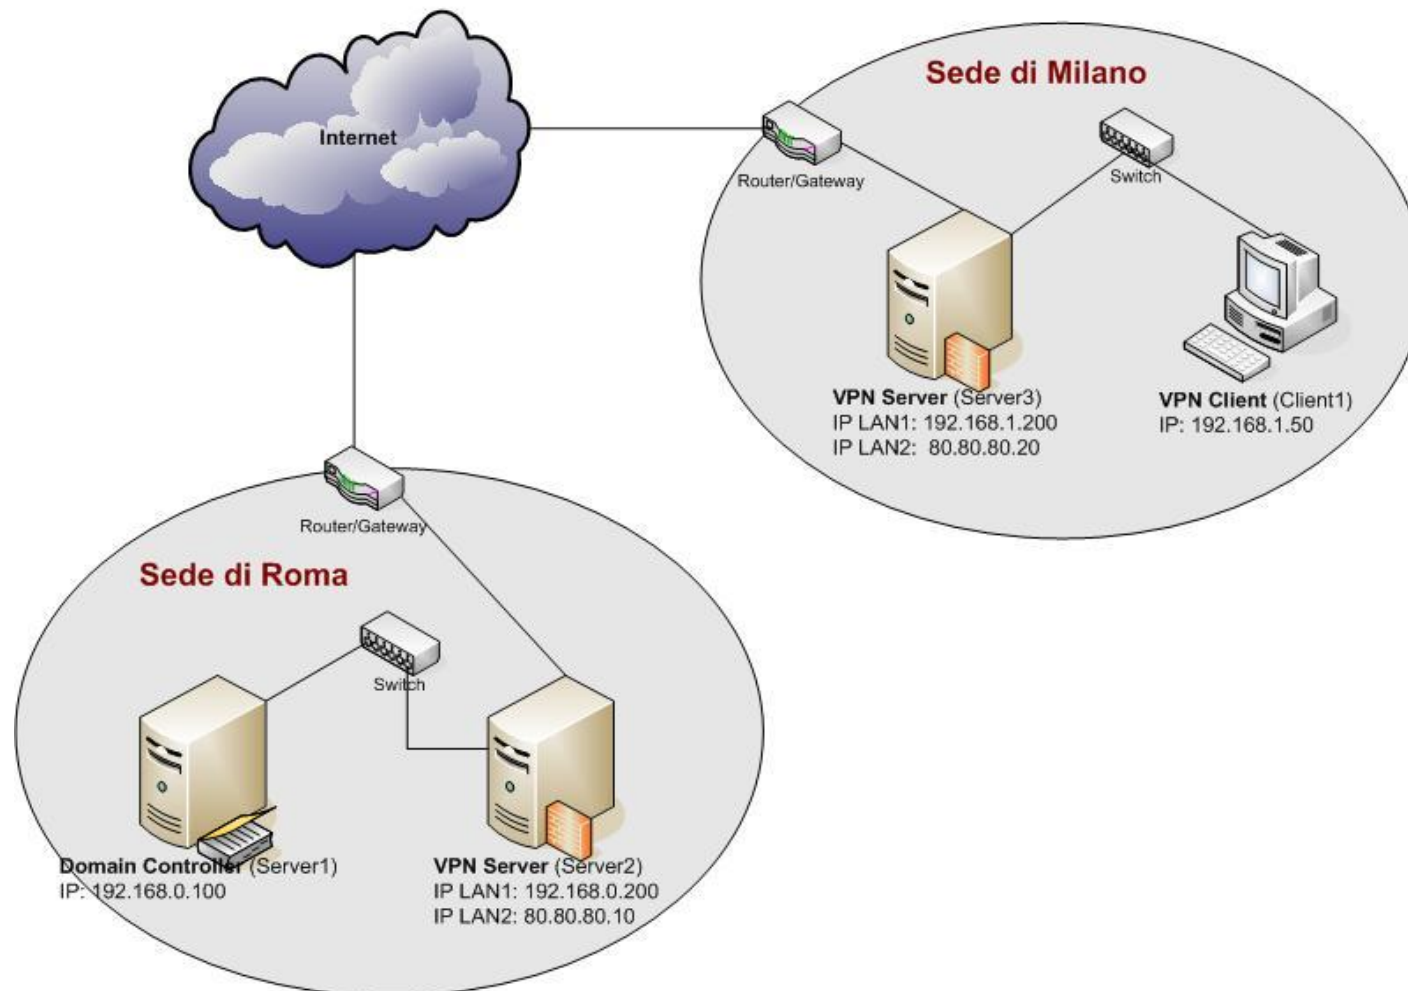 Internet
Sede di Milano
Router/Gateway
Switch
VPN Server (Server3)
IP LAN1: 192.168.1.200
IP LAN2:  80.80.80.20
VPN Client (Client1)
IP: 192.168.1.50
Router/Gateway
Sede di Roma
Switch
Domain Controller (Server1)
IP: 192.168.0.100
VPN Server (Server2)
IP LAN1: 192.168.0.200
IP LAN2: 80.80.80.10